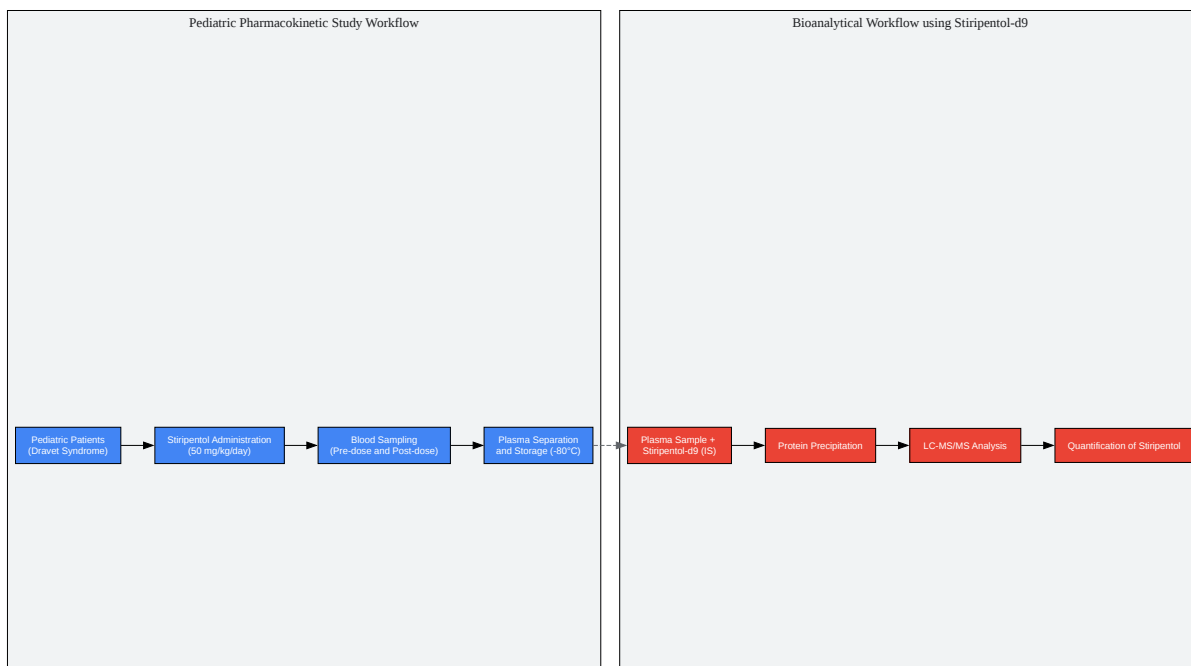 Pediatric Pharmacokinetic Study Workflow
Pediatric Patients
(Dravet Syndrome)
Stiripentol Administration
(50 mg/kg/day)
Blood Sampling
(Pre-dose and Post-dose)
Plasma Separation
and Storage (-80°C)
Bioanalytical Workflow using Stiripentol-d9
Plasma Sample +
Stiripentol-d9 (IS)
Protein Precipitation
LC-MS/MS Analysis
Quantification of Stiripentol